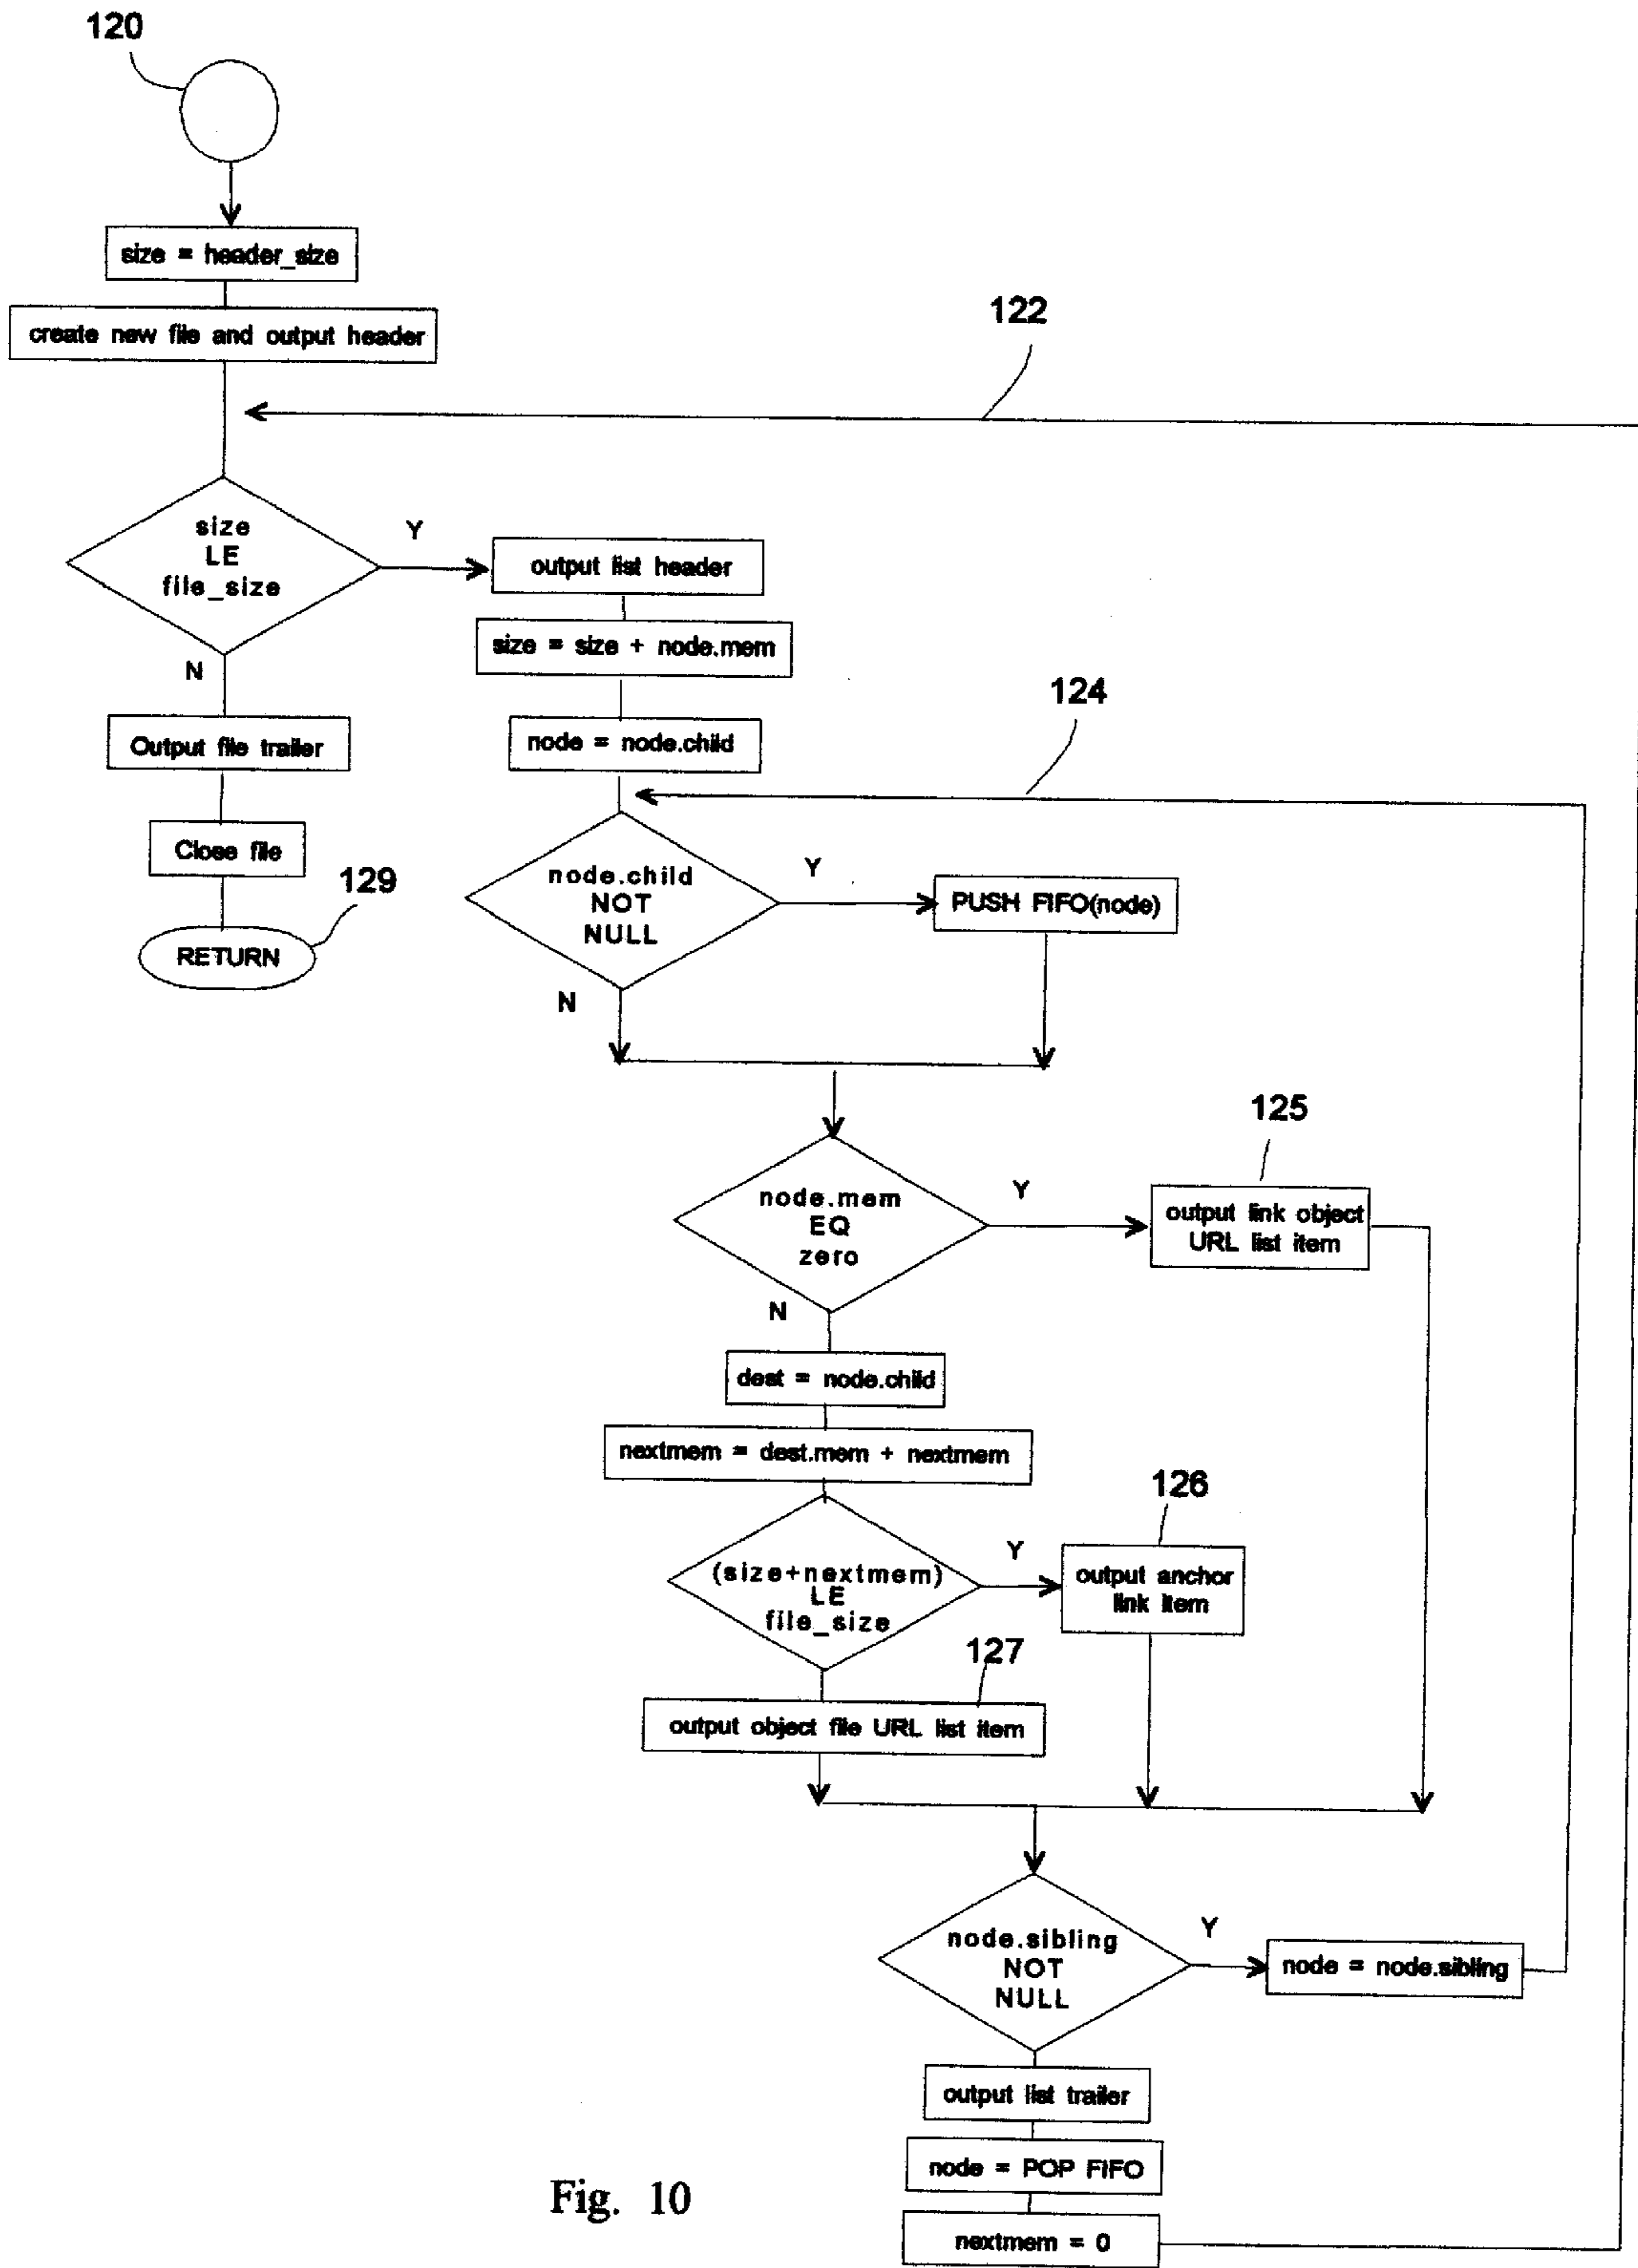 120
size = header_size
create new file and output header
122
size
LE
file_size
Y
output list header
N
size = size + node.mem
124
Output file trailer
node = node.child
Close file
node.child
NOT
NULL
Y
PUSH FIFO(node)
129
RETURN
N
125
node.mem
EQ
zero
Y
output link object
URL list item
N
dest = node.child
nextmem = dest.mem + nextmem
126
(size+nextmem)
LE
file_size
Y
output anchor
link item
127
output object file URL list item
node.sibling
NOT
NULL
Y
node = node.sibling
output list trailer
node = POP FIFO
nextmem = 0
Fig. 10